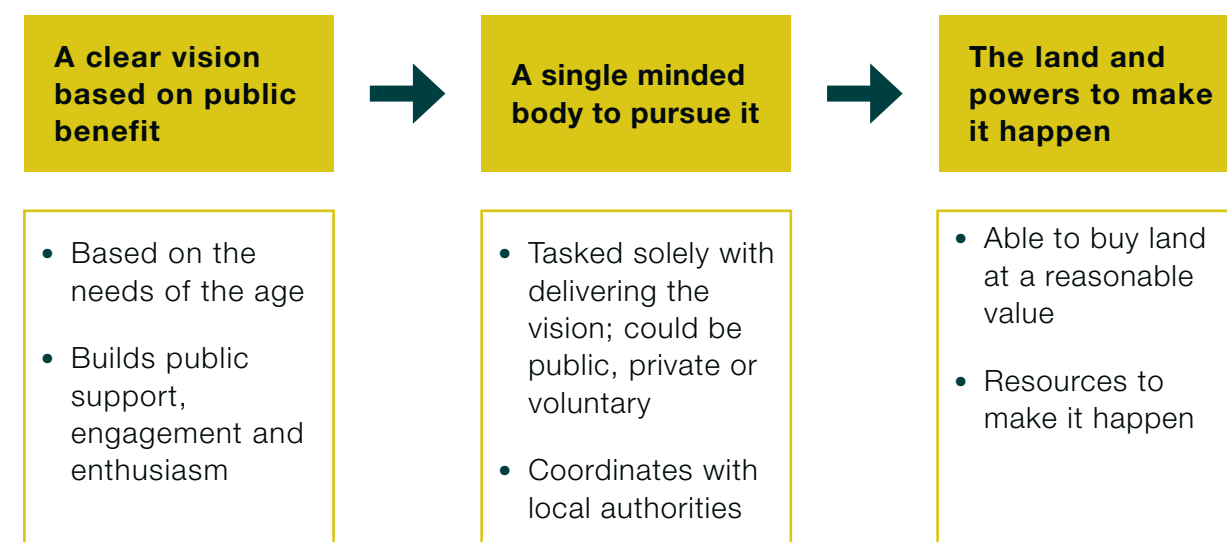 A clear vision
based on public
benefit
A single minded
body to pursue it
The land and
powers to make
it happen
• Based on the
needs of the age
• Builds public
support,
engagement and
enthusiasm
• Tasked solely with
delivering the
vision; could be
public, private or
voluntary
• Coordinates with
local authorities
• Able to buy land
at a reasonable
value
• Resources to
make it happen